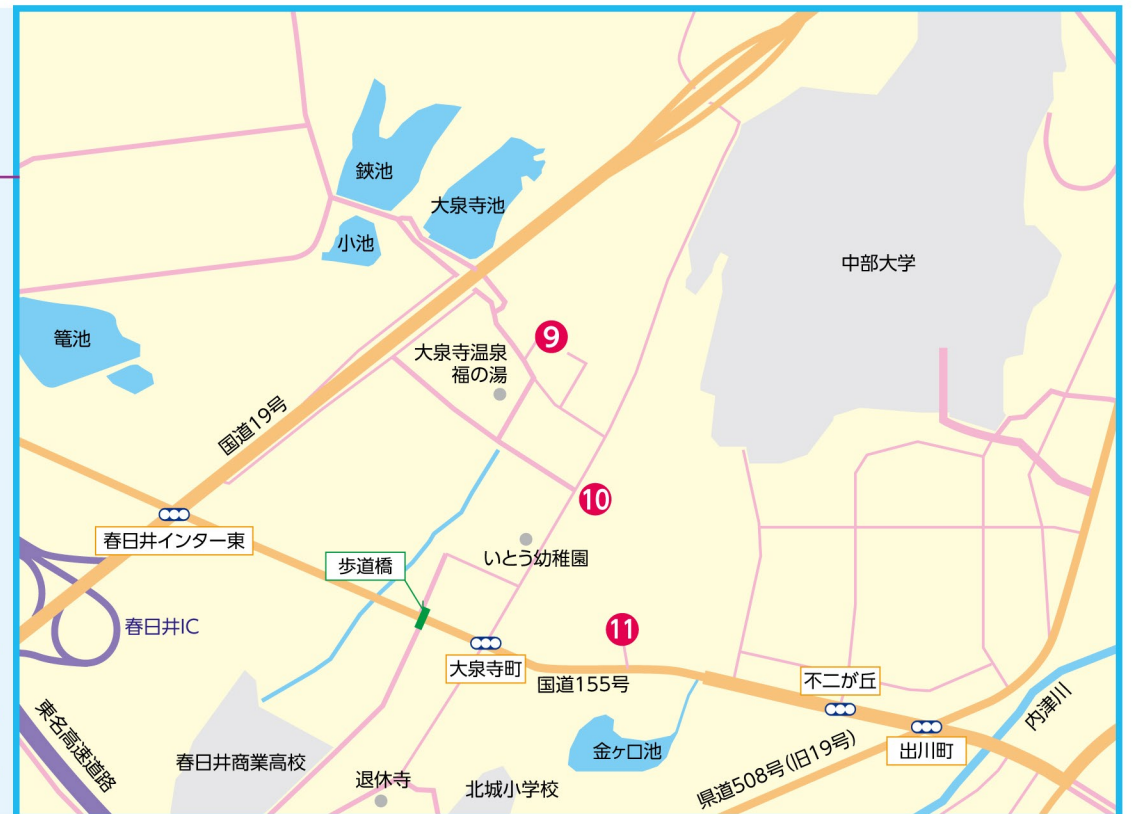 鋏池
大泉寺池
小池
中部大学
篭池
9
大泉寺温泉
福の湯
国道19号
10
春日井インター東
いとう幼稚園
歩道橋
春日井IC
11
大泉寺町
国道155号
不二が丘
内津川
東名高速道路
春日井商業高校
金ヶ口池
出川町
退休寺
北城小学校
県道508号(旧19号)